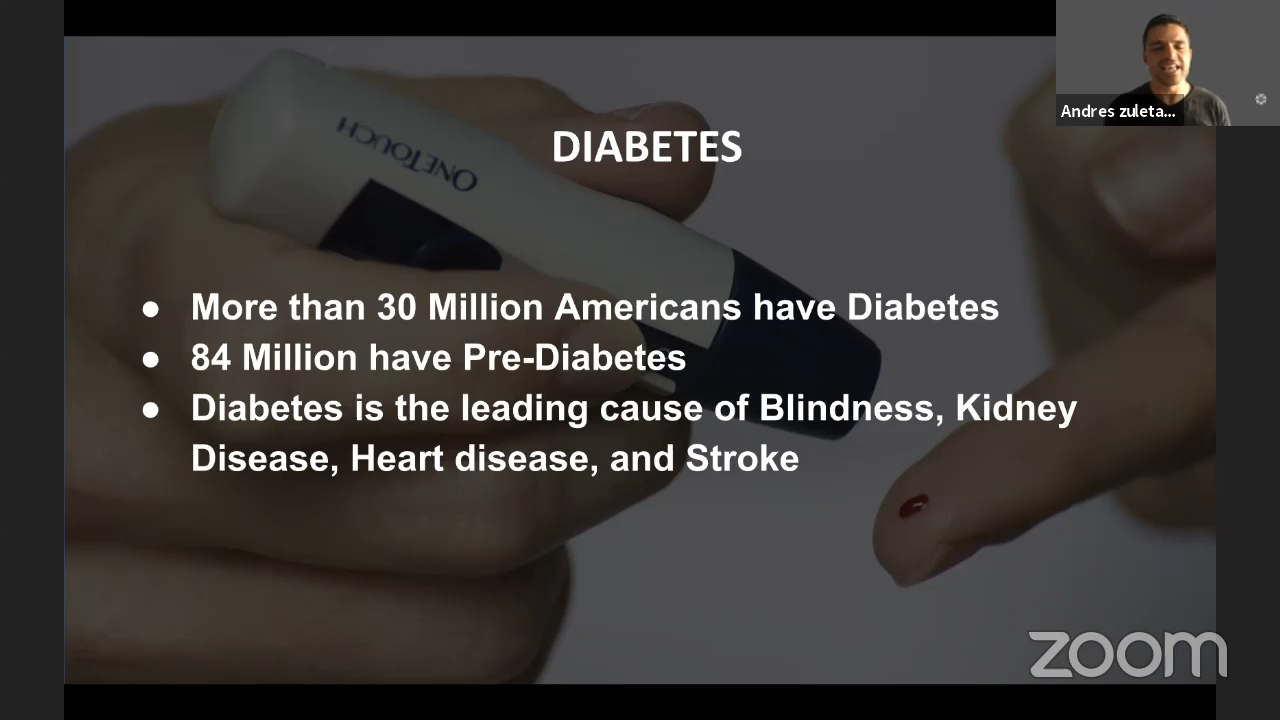 Andres zuleta...
ONETOUCH
DIABETES
● More than 30 Million Americans have Diabetes
● 84 Million have Pre-Diabetes
● Diabetes is the leading cause of Blindness, Kidney
Disease, Heart disease, and Stroke
zoom